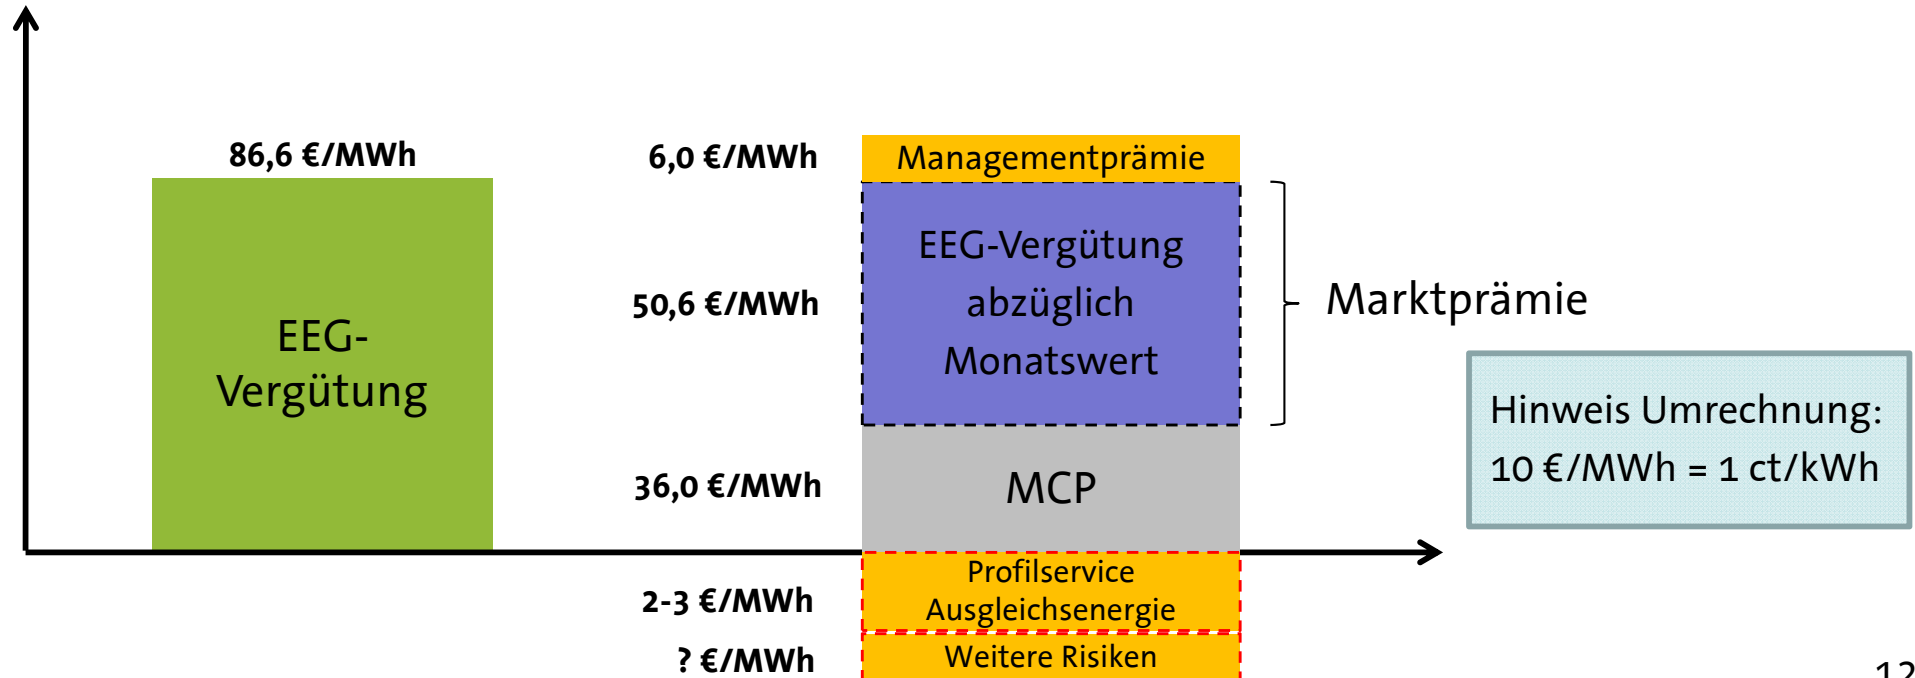 86,6 €/MWh
EEG-
Vergütung
6,0 €/MWh
Managementprämie
50,6 €/MWh
EEG-Vergütung
abzüglich
Monatswert
Marktprämie
36,0 €/MWh
MCP
Hinweis Umrechnung:
10 €/MWh = 1 ct/kWh
2-3 €/MWh
Profilservice
Ausgleichsenergie
? €/MWh
Weitere Risiken
12